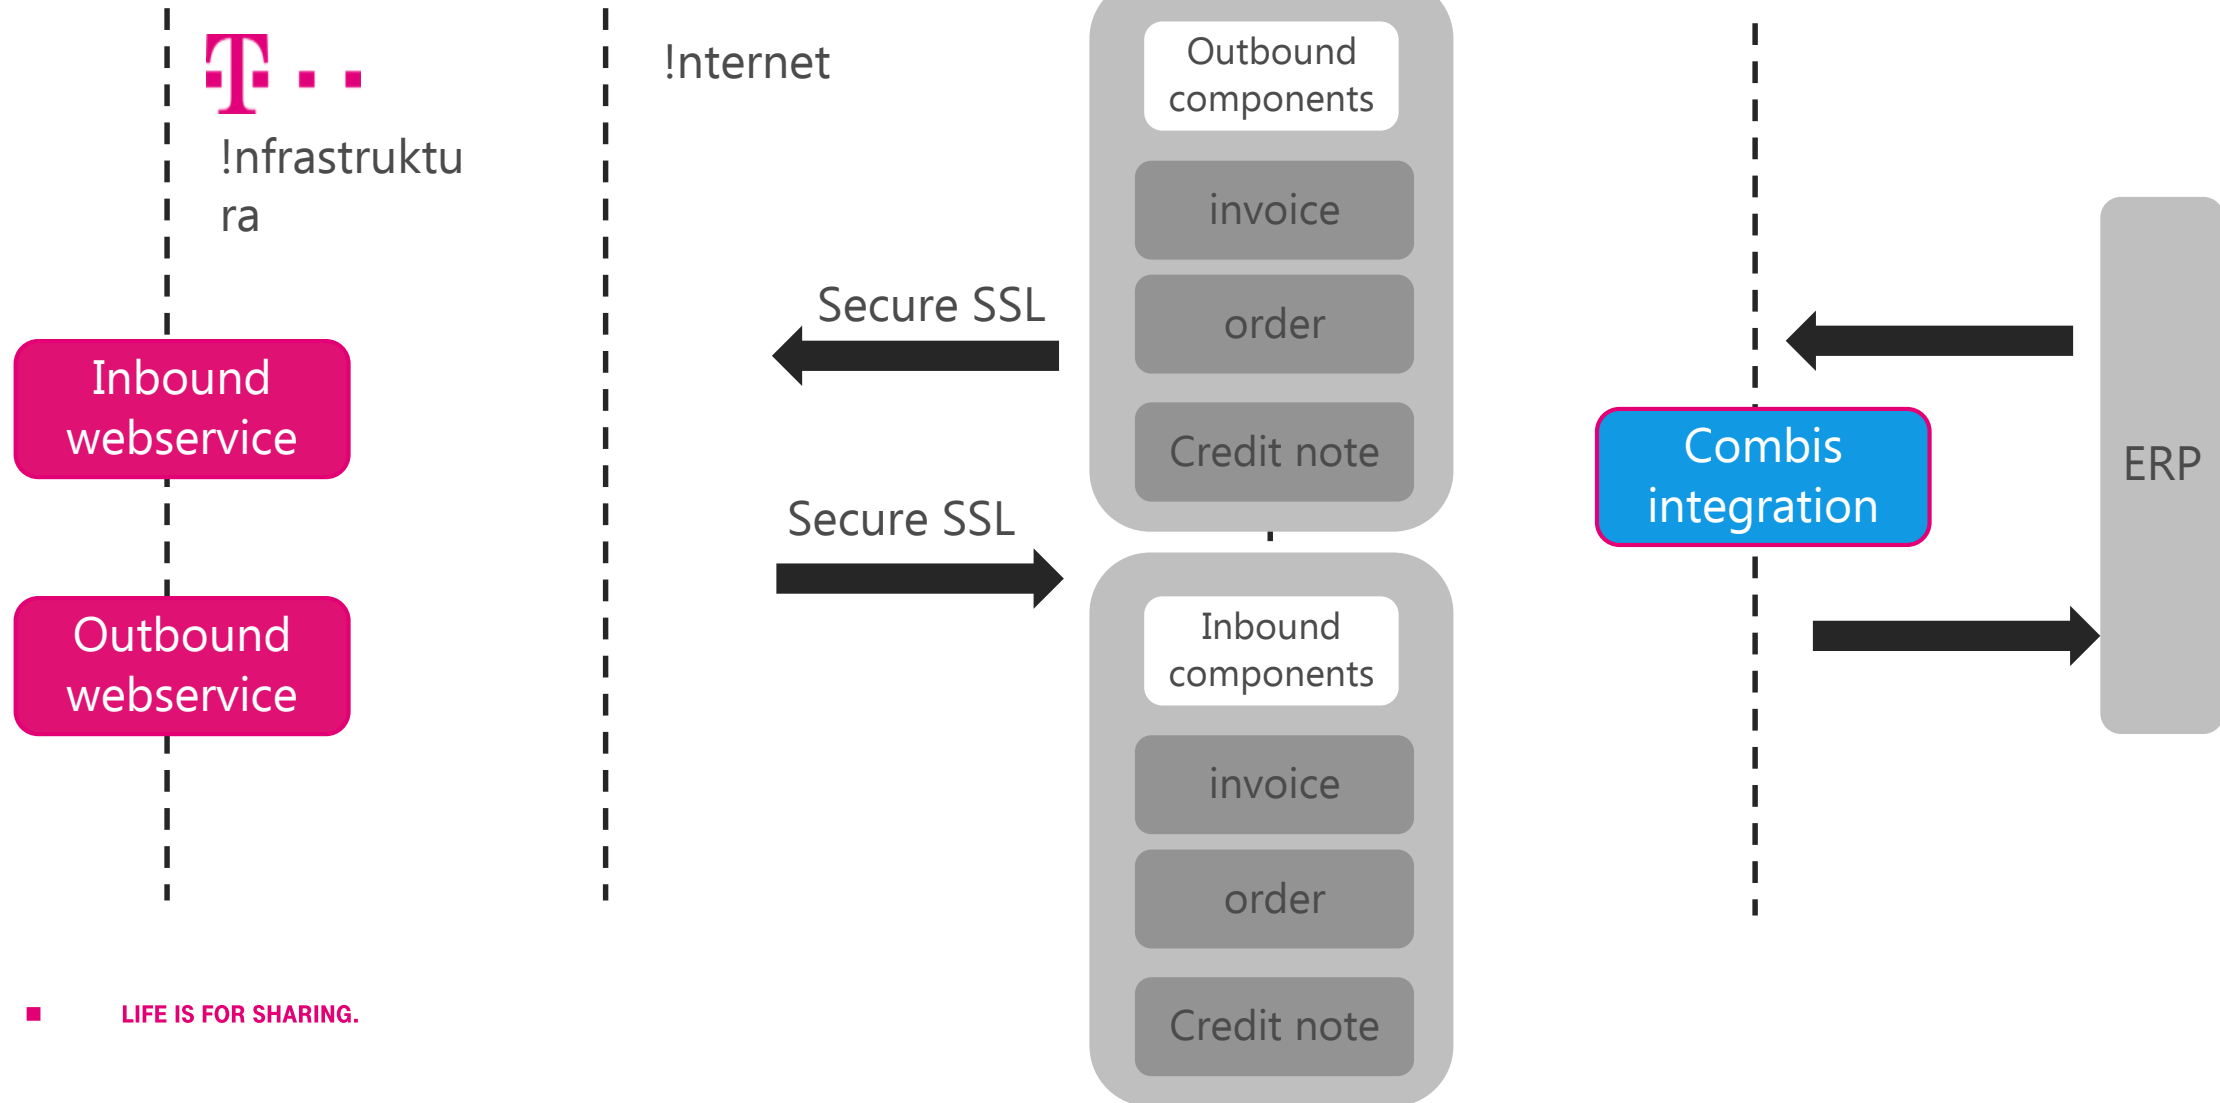 T
!nfrastruktu
ra
!nternet
Secure SSL
Secure SSL
Inbound
webservice
Outbound
webservice
Outbound
components
invoice
order
Credit note
Inbound
components
invoice
order
Credit note
Combis
integration
ERP
LIFE IS FOR SHARING.